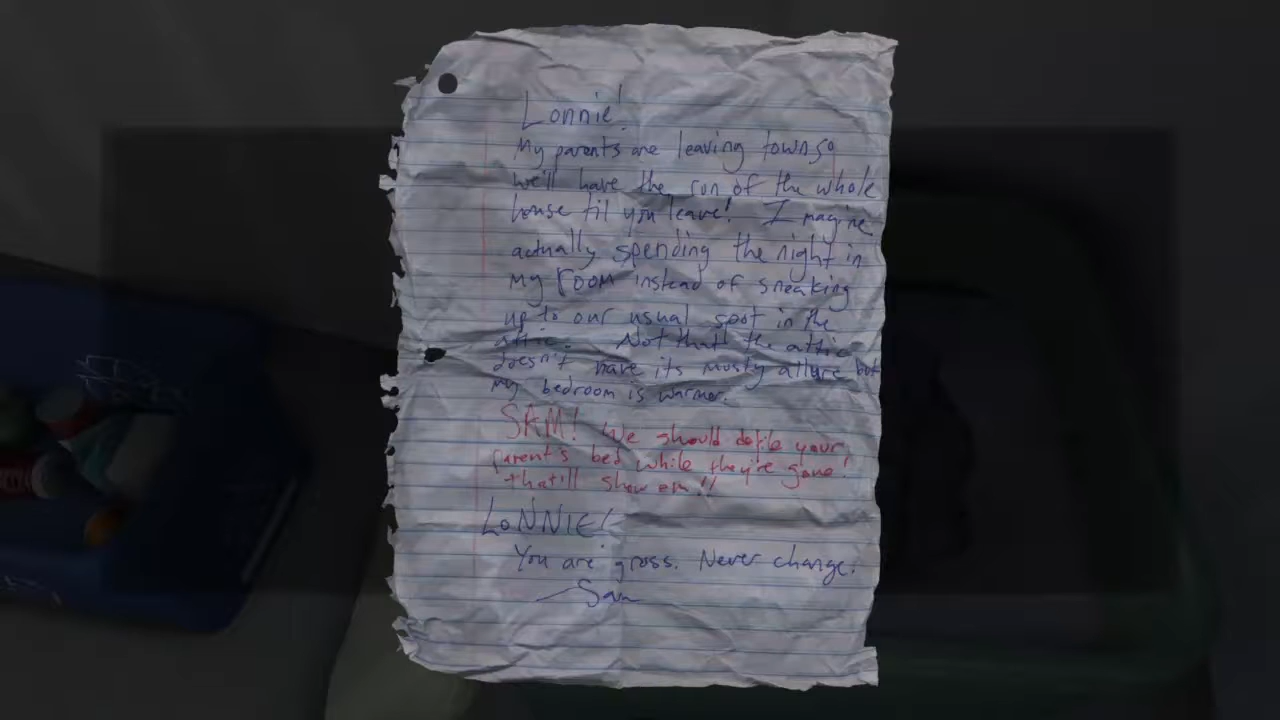 Lonnie!
My parents are leaving town so
we'll have the run of the whole
house til you leave! Imagine
actually spending the night in
my room instead of sneaking
up to our usual spot in the
attic. Not that the attic
doesn't have its musty allure but
my bedroom is warmer.
SAM! We should defile your
parent's bed while they're gone!
that'll show em!!
LONNIE!
You are gross. Never change.
—Sam